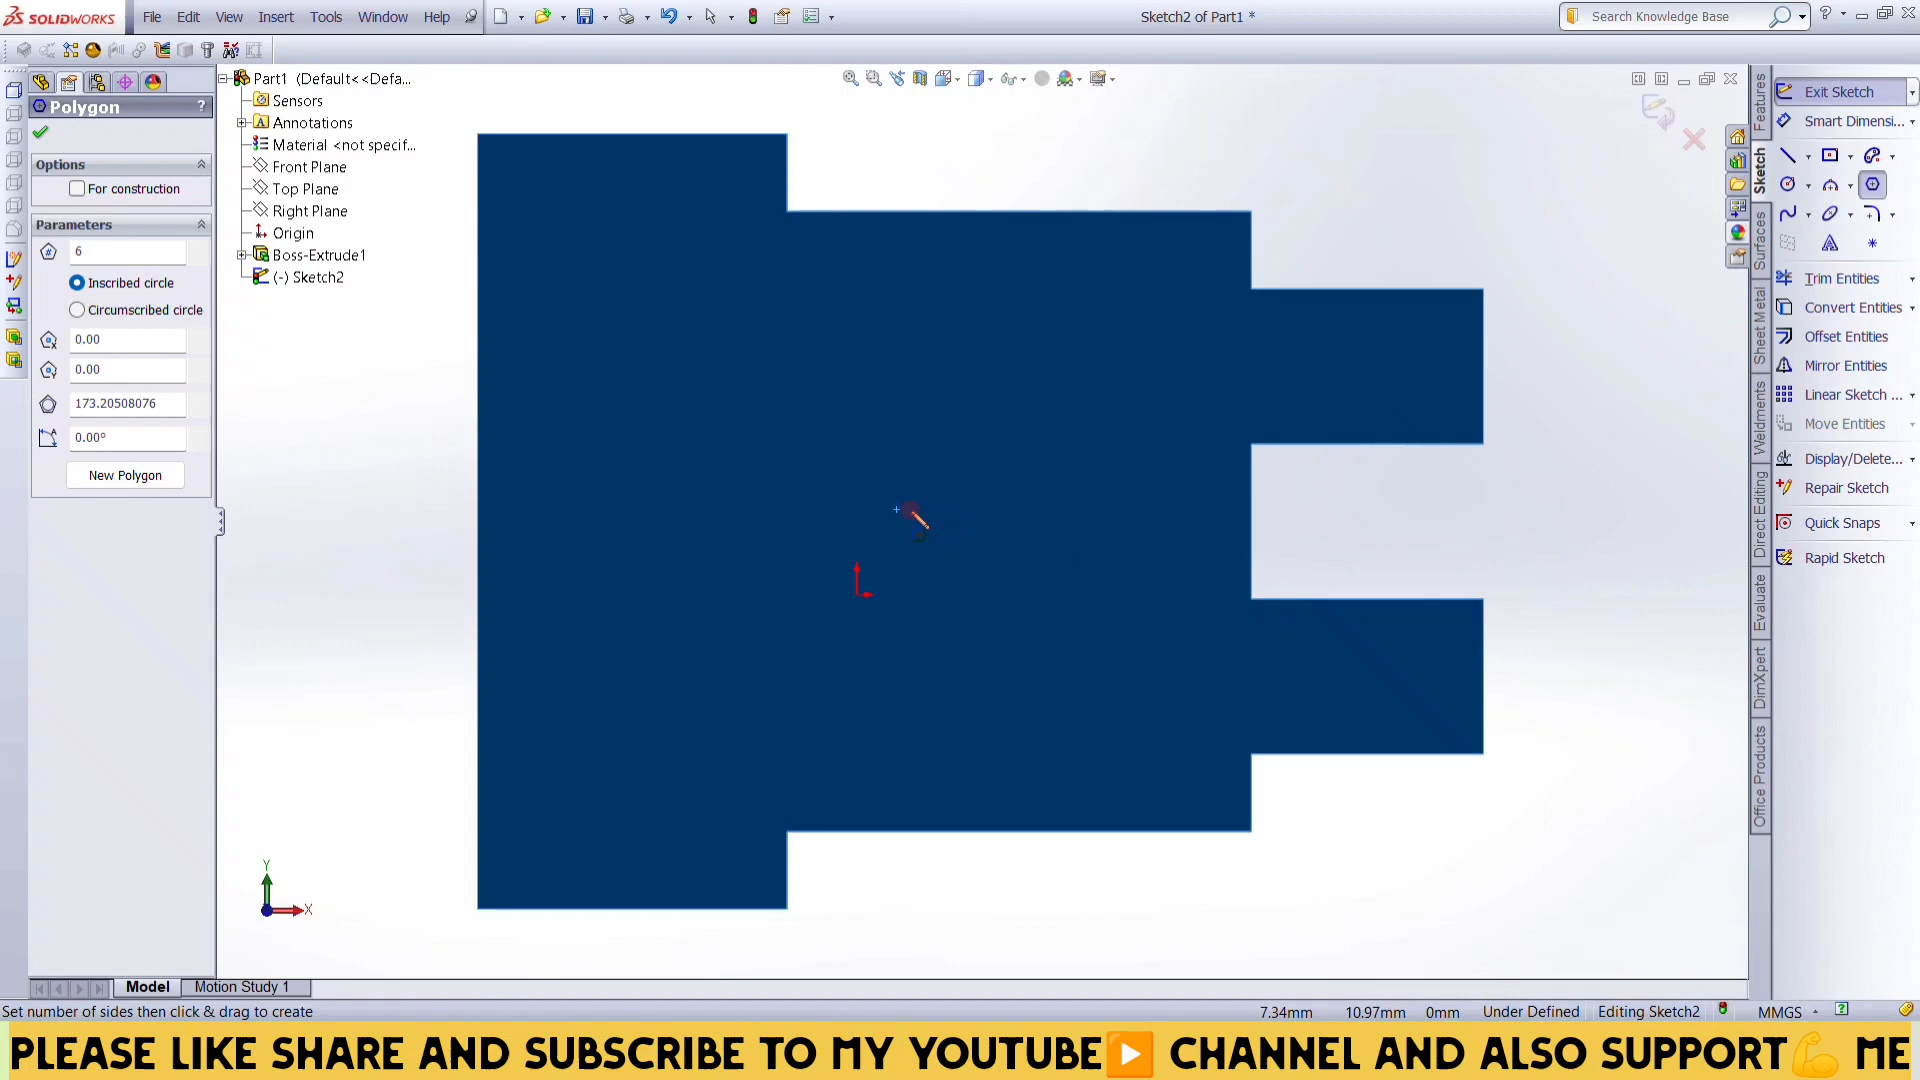 SOLIDWORKS File Edit View Insert Tools Window Help Sketch2 of Part1 * Search Knowledge Base
Polygon ?
Options
For construction
Parameters
6
Inscribed circle
Circumscribed circle
0.00
0.00
173.20508076
0.00º
New Polygon
Part1 (Default<<Defa...
Sensors
Annotations
Material <not specif...
Front Plane
Top Plane
Right Plane
Origin
Boss-Extrude1
(-) Sketch2
Y
X
Features
Sketch
Surfaces
Sheet Metal
Weldments
Direct Editing
Evaluate
DimXpert
Office Products
Exit Sketch
Smart Dimensi...
Trim Entities
Convert Entities
Offset Entities
Mirror Entities
Linear Sketch ...
Move Entities
Display/Delete...
Repair Sketch
Quick Snaps
Rapid Sketch
Model Motion Study 1
Set number of sides then click & drag to create 7.34mm 10.97mm 0mm Under Defined Editing Sketch2 MMGS
PLEASE LIKE SHARE AND SUBSCRIBE TO MY YOUTUBE▶️ CHANNEL AND ALSO SUPPORT💪 ME